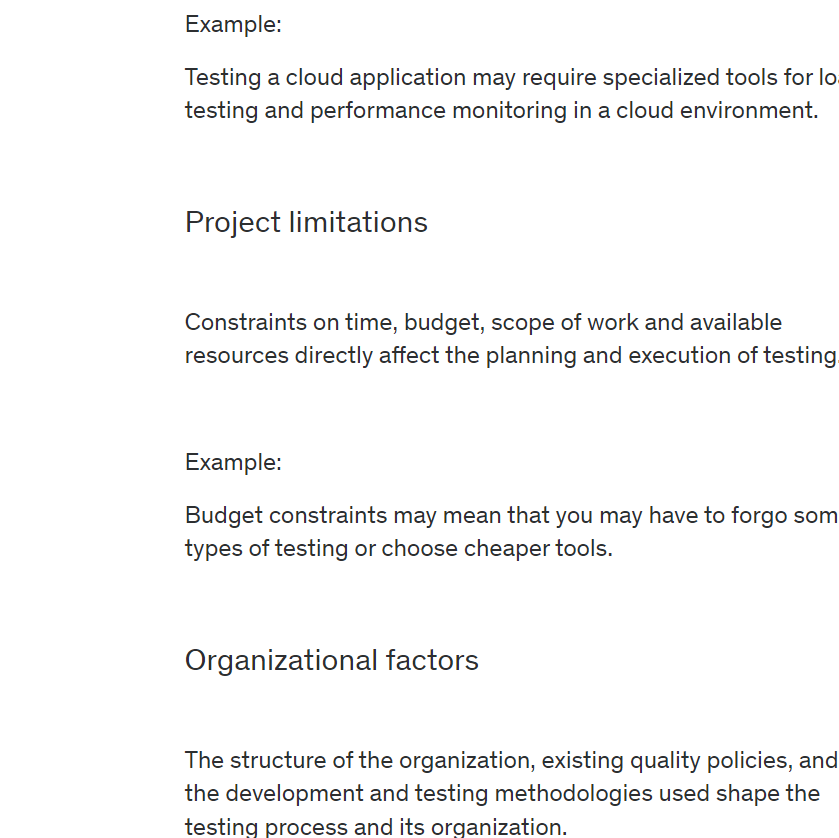 Example:
Testing a cloud application may require specialized tools for
testing and performance monitoring in a cloud environment.
Project limitations
Constraints on time, budget, scope of work and available
resources directly affect the planning and execution of testing.
Example:
Budget constraints may mean that you may have to forgo
types of testing or choose cheaper tools.
Organizational factors
The structure of the organization, existing quality policies, and
the development and testing methodologies used shape the
testing process and its organization.